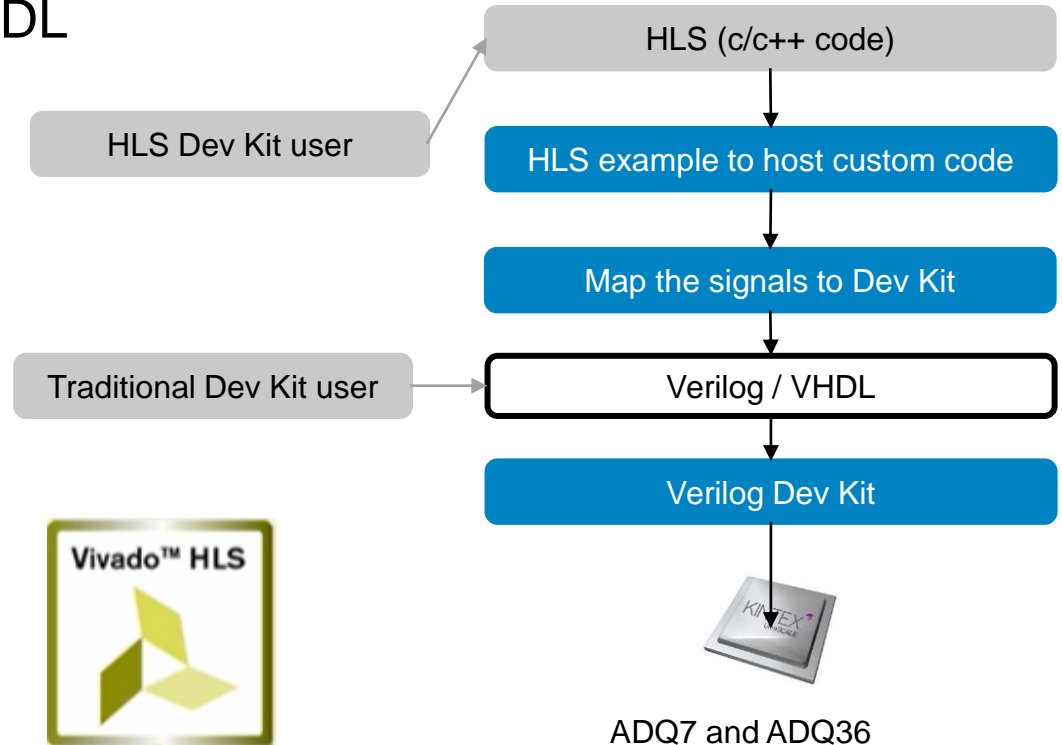 DL
HLS (c/c++ code)
HLS Dev Kit user
HLS example to host custom code
Map the signals to Dev Kit
Traditional Dev Kit user
Verilog / VHDL
Verilog Dev Kit
Vivado™ HLS
KINTEX
ADQ7 and ADQ36